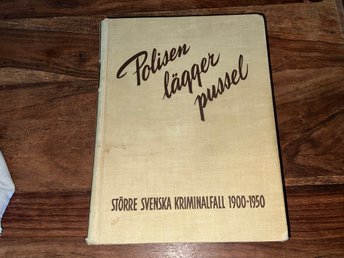 Polisen
lägger
pussel
STÖRRE SVENSKA KRIMINALFALL 1900-1950